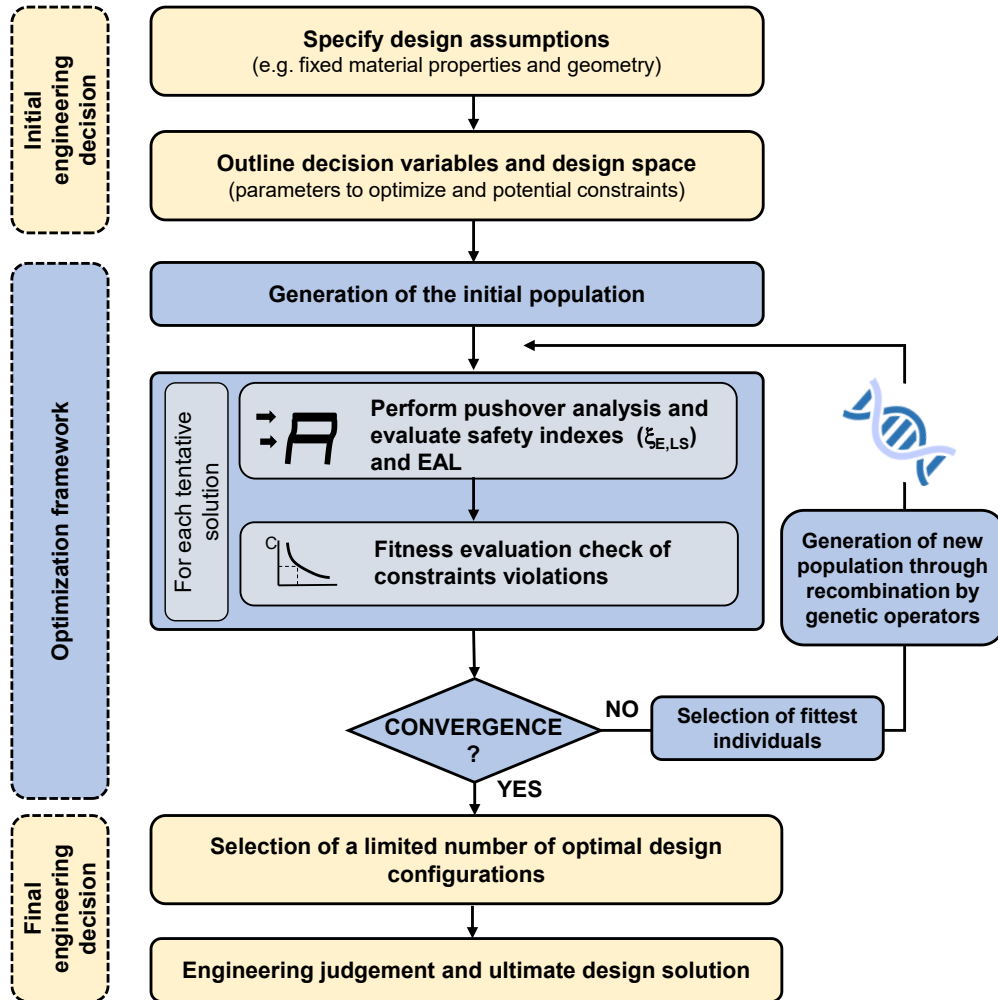 Initial
engineering
decision
Specify design assumptions
(e.g. fixed material properties and geometry)
Outline decision variables and design space
(parameters to optimize and potential constraints)
Optimization framework
Generation of the initial population
For each tentative
solution
Perform pushover analysis and
evaluate safety indexes (ξE,LS)
and EAL
C
Fitness evaluation check of
constraints violations
Generation of new
population through
recombination by
genetic operators
CONVERGENCE
?
NO
Selection of fittest
individuals
YES
Final
engineering
decision
Selection of a limited number of optimal design
configurations
Engineering judgement and ultimate design solution